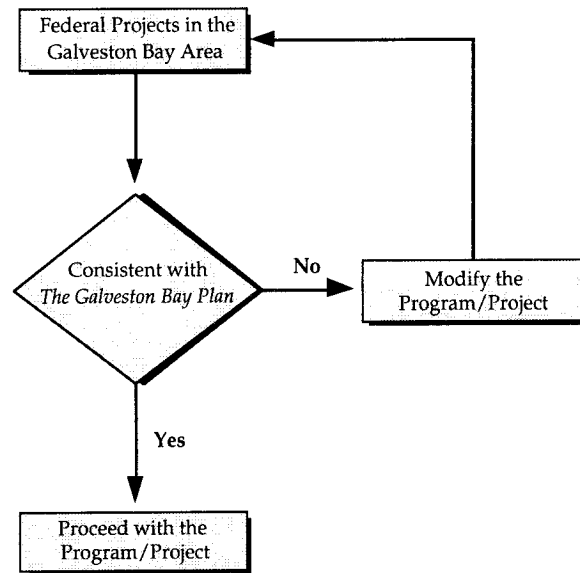 Federal Projects in the
Galveston Bay Area
Consistent with
The Galveston Bay Plan
No
Modify the
Program/Project
Yes
Proceed with the
Program/Project